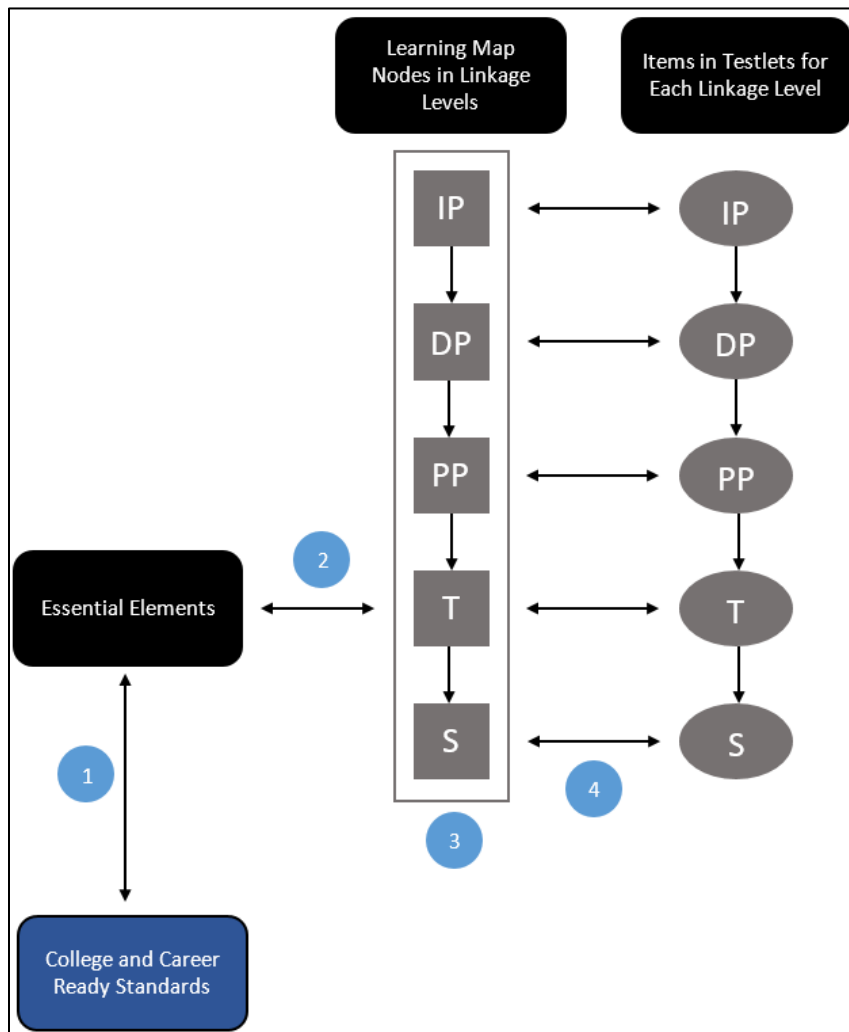 Learning Map
Nodes in Linkage
Levels
Items in Testlets for
Each Linkage Level
IP
IP
DP
DP
PP
PP
2
Essential Elements
T
T
S
S
1
4
3
College and Career
Ready Standards